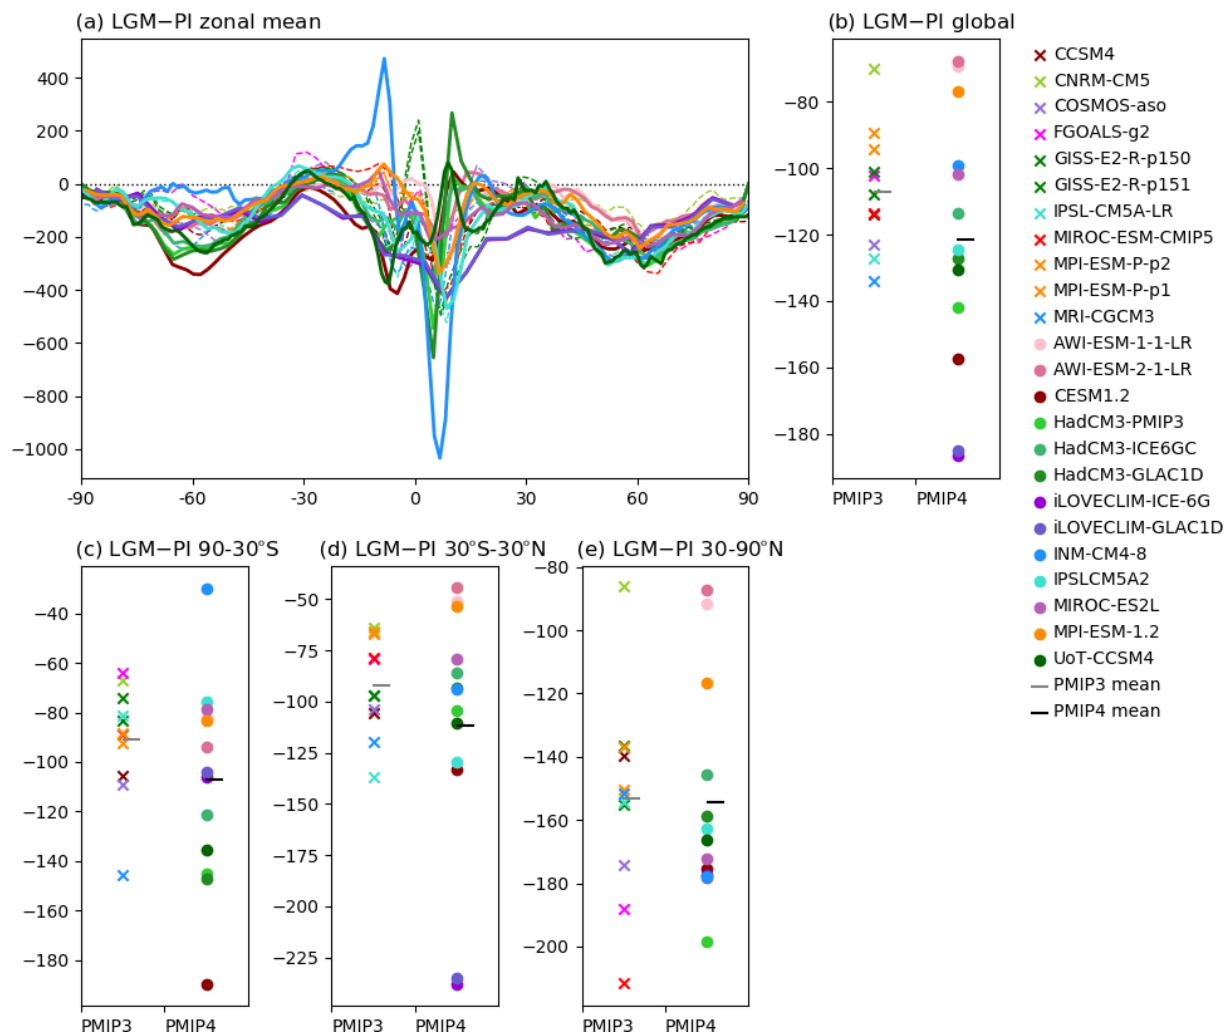 (a) LGM−PI zonal mean
400
200
0
−200
−400
−600
−800
−1000
-90
-60
-30
0
30
60
90
(b) LGM−PI global
−80
−100
−120
−140
−160
−180
PMIP3
PMIP4
CCSM4
CNRM-CM5
COSMOS-aso
FGOALS-g2
GISS-E2-R-p150
GISS-E2-R-p151
IPSL-CM5A-LR
MIROC-ESM-CMIP5
MPI-ESM-P-p2
MPI-ESM-P-p1
MRI-CGCM3
AWI-ESM-1-1-LR
AWI-ESM-2-1-LR
CESM1.2
HadCM3-PMIP3
HadCM3-ICE6GC
HadCM3-GLAC1D
iLOVECLIM-ICE-6G
iLOVECLIM-GLAC1D
INM-CM4-8
IPSLCM5A2
MIROC-ES2L
MPI-ESM-1.2
UoT-CCSM4
PMIP3 mean
PMIP4 mean
(c) LGM−PI 90-30°S
−40
−60
−80
−100
−120
−140
−160
−180
PMIP3
PMIP4
(d) LGM−PI 30°S-30°N
−50
−75
−100
−125
−150
−175
−200
−225
PMIP3
PMIP4
(e) LGM−PI 30-90°N
−80
−100
−120
−140
−160
−180
−200
PMIP3
PMIP4